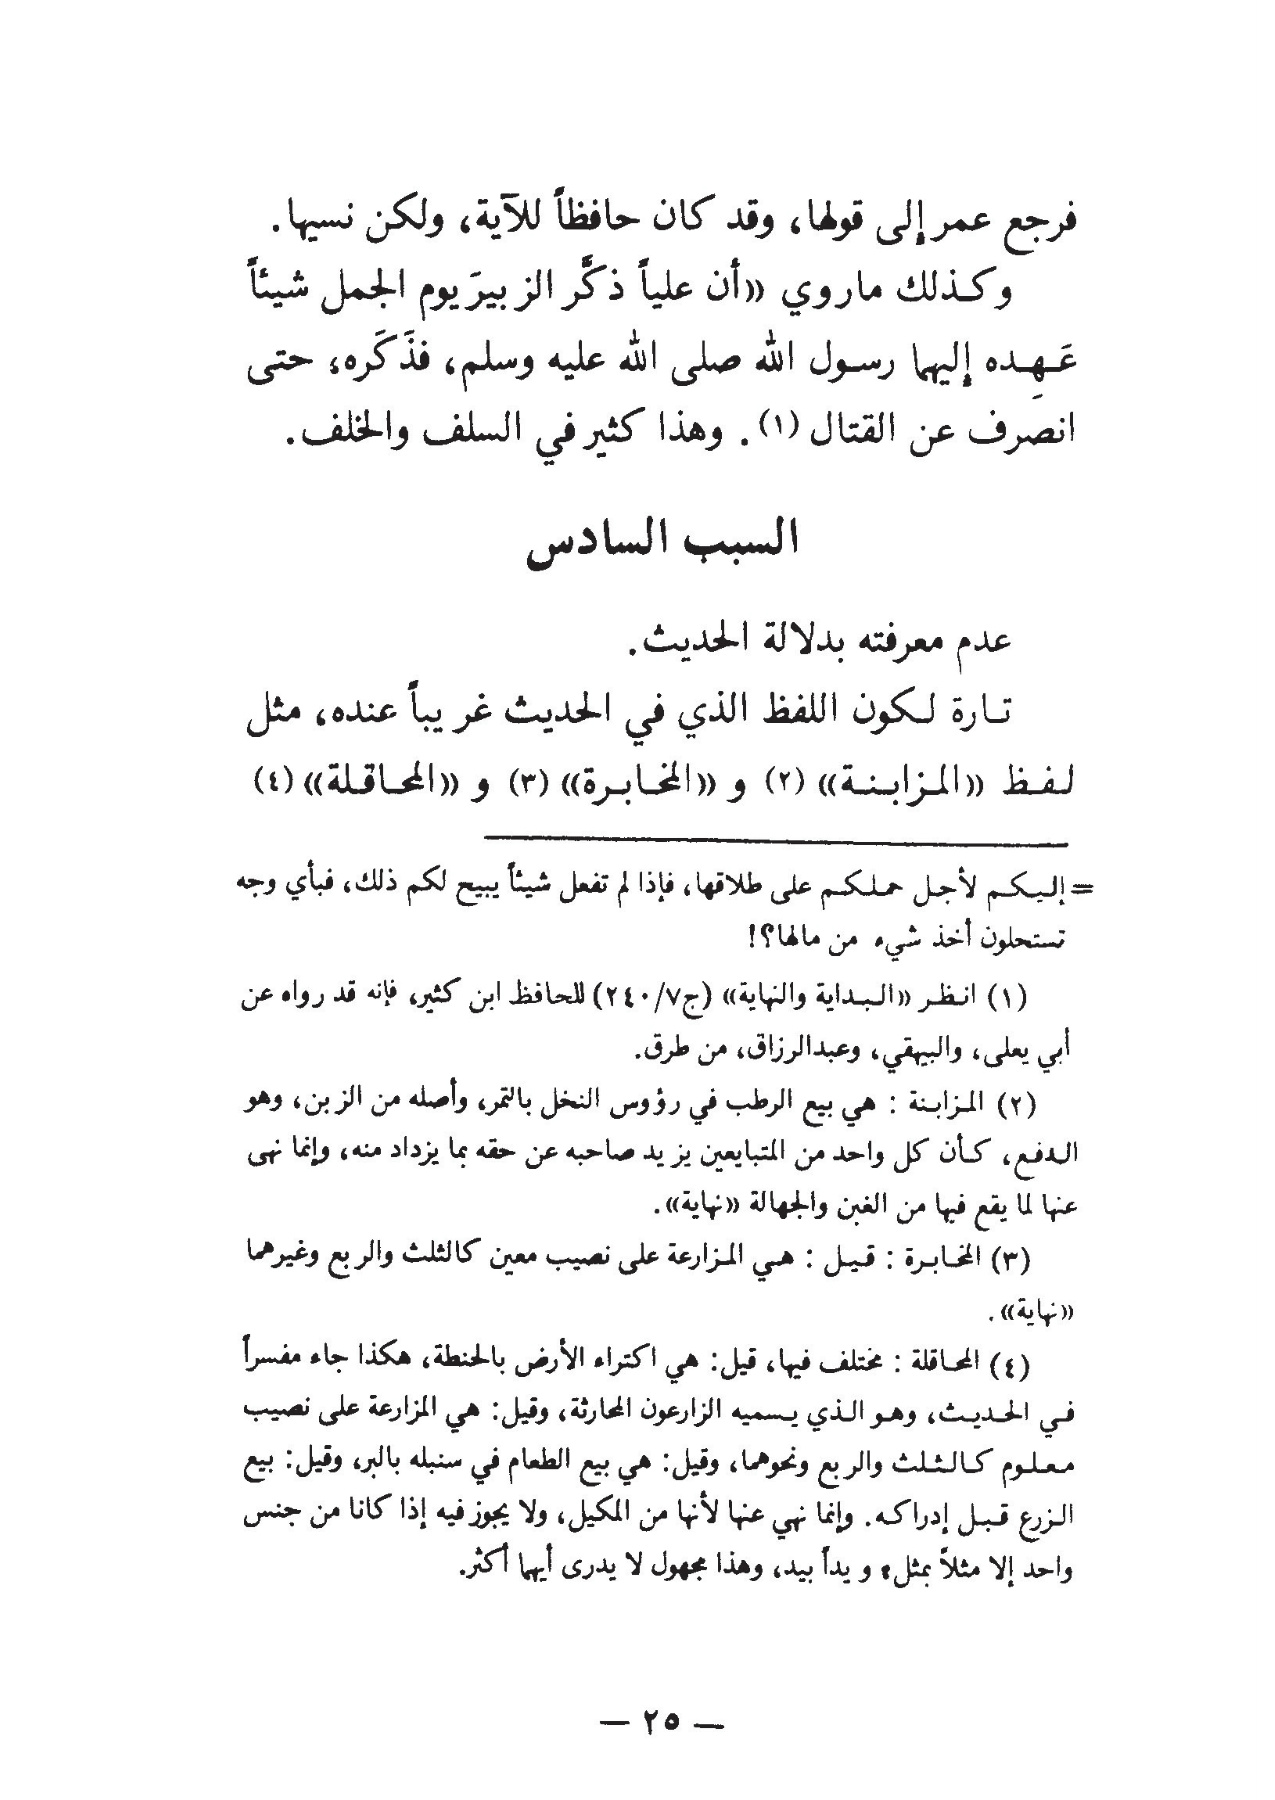 فرجع عمر إلى قولها، وقد كان حافظاً للآية، ولكن نسيها.
وكذلك ماروي «أن علياً ذكَّر الزبيرَ يوم الجمل شيئاً
عَهِده إليهما رسول الله صلى الله عليه وسلم، فذَكَره، حتى
انصرف عن القتال (١). وهذا كثير في السلف والخلف.
السبب السادس
عدم معرفته بدلالة الحديث.
تارة لكون اللفظ الذي في الحديث غريباً عنده، مثل
لفظ «المزابنة» (٢) و «المخابرة» (٣) و «المحاقلة» (٤)
= إليكم لأجل حملكم على طلاقها، فإذا لم تفعل شيئاً يبيح لكم ذلك، فبأي وجه
تستحلون أخذ شيء من مالها؟!
(١) انظر «البداية والنهاية» (ج٧/٢٤٠) للحافظ ابن كثير، فإنه قد رواه عن
أبي يعلى، والبيهقي، وعبدالرزاق، من طرق.
(٢) المزابنة : هي بيع الرطب في رؤوس النخل بالتمر، وأصله من الزبن، وهو
الدفع، كأن كل واحد من المتبايعين يزيد صاحبه عن حقه بما يزداد منه، وإنما نهى
عنها لما يقع فيها من الغبن والجهالة «نهاية».
(٣) المخابرة : قيل : هي المزارعة على نصيب معين كالثلث والربع وغيرهما
«نهاية».
(٤) المحاقلة : مختلف فيها، قيل: هي اكتراء الأرض بالحنطة، هكذا جاء مفسراً
في الحديث، وهو الذي يسميه الزارعون المحارثة، وقيل: هي المزارعة على نصيب
معلوم كالثلث والربع ونحوهما، وقيل: هي بيع الطعام في سنبله بالبر، وقيل: بيع
الزرع قبل إدراكه. وإنما نهي عنها لأنها من المكيل، ولا يجوز فيه إذا كانا من جنس
واحد إلا مثلاً بمثل، و يداً بيد، وهذا مجهول لا يدرى أيهما أكثر.
— ٢٥ —